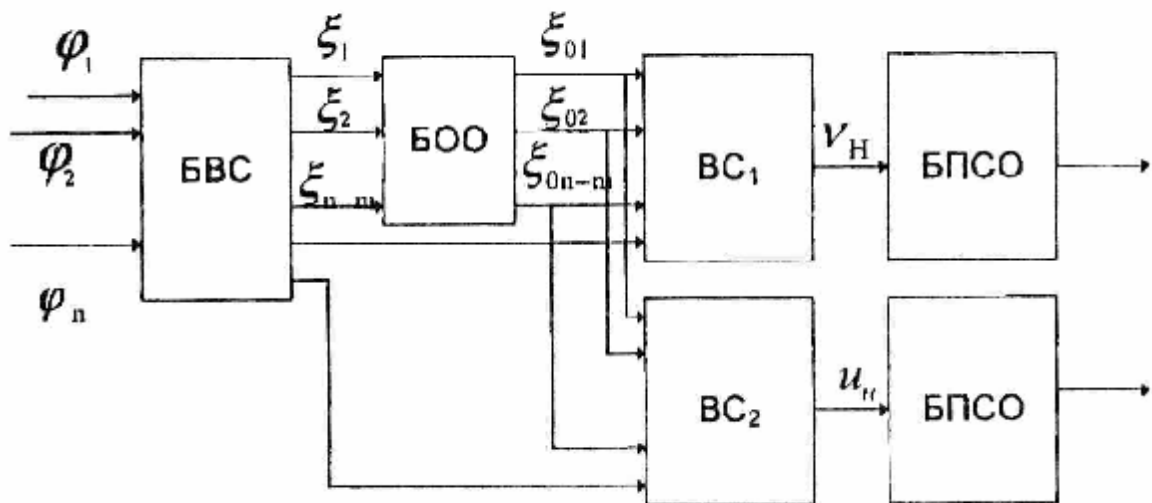 φ₁
φ₂
φₙ
БВС
ξ₁
ξ₂
ξₙ₋ₘ
БОО
ξ₀₁
ξ₀₂
ξ₀ₙ₋ₘ
ВС₁
νН
БПСО
ВС₂
uн
БПСО